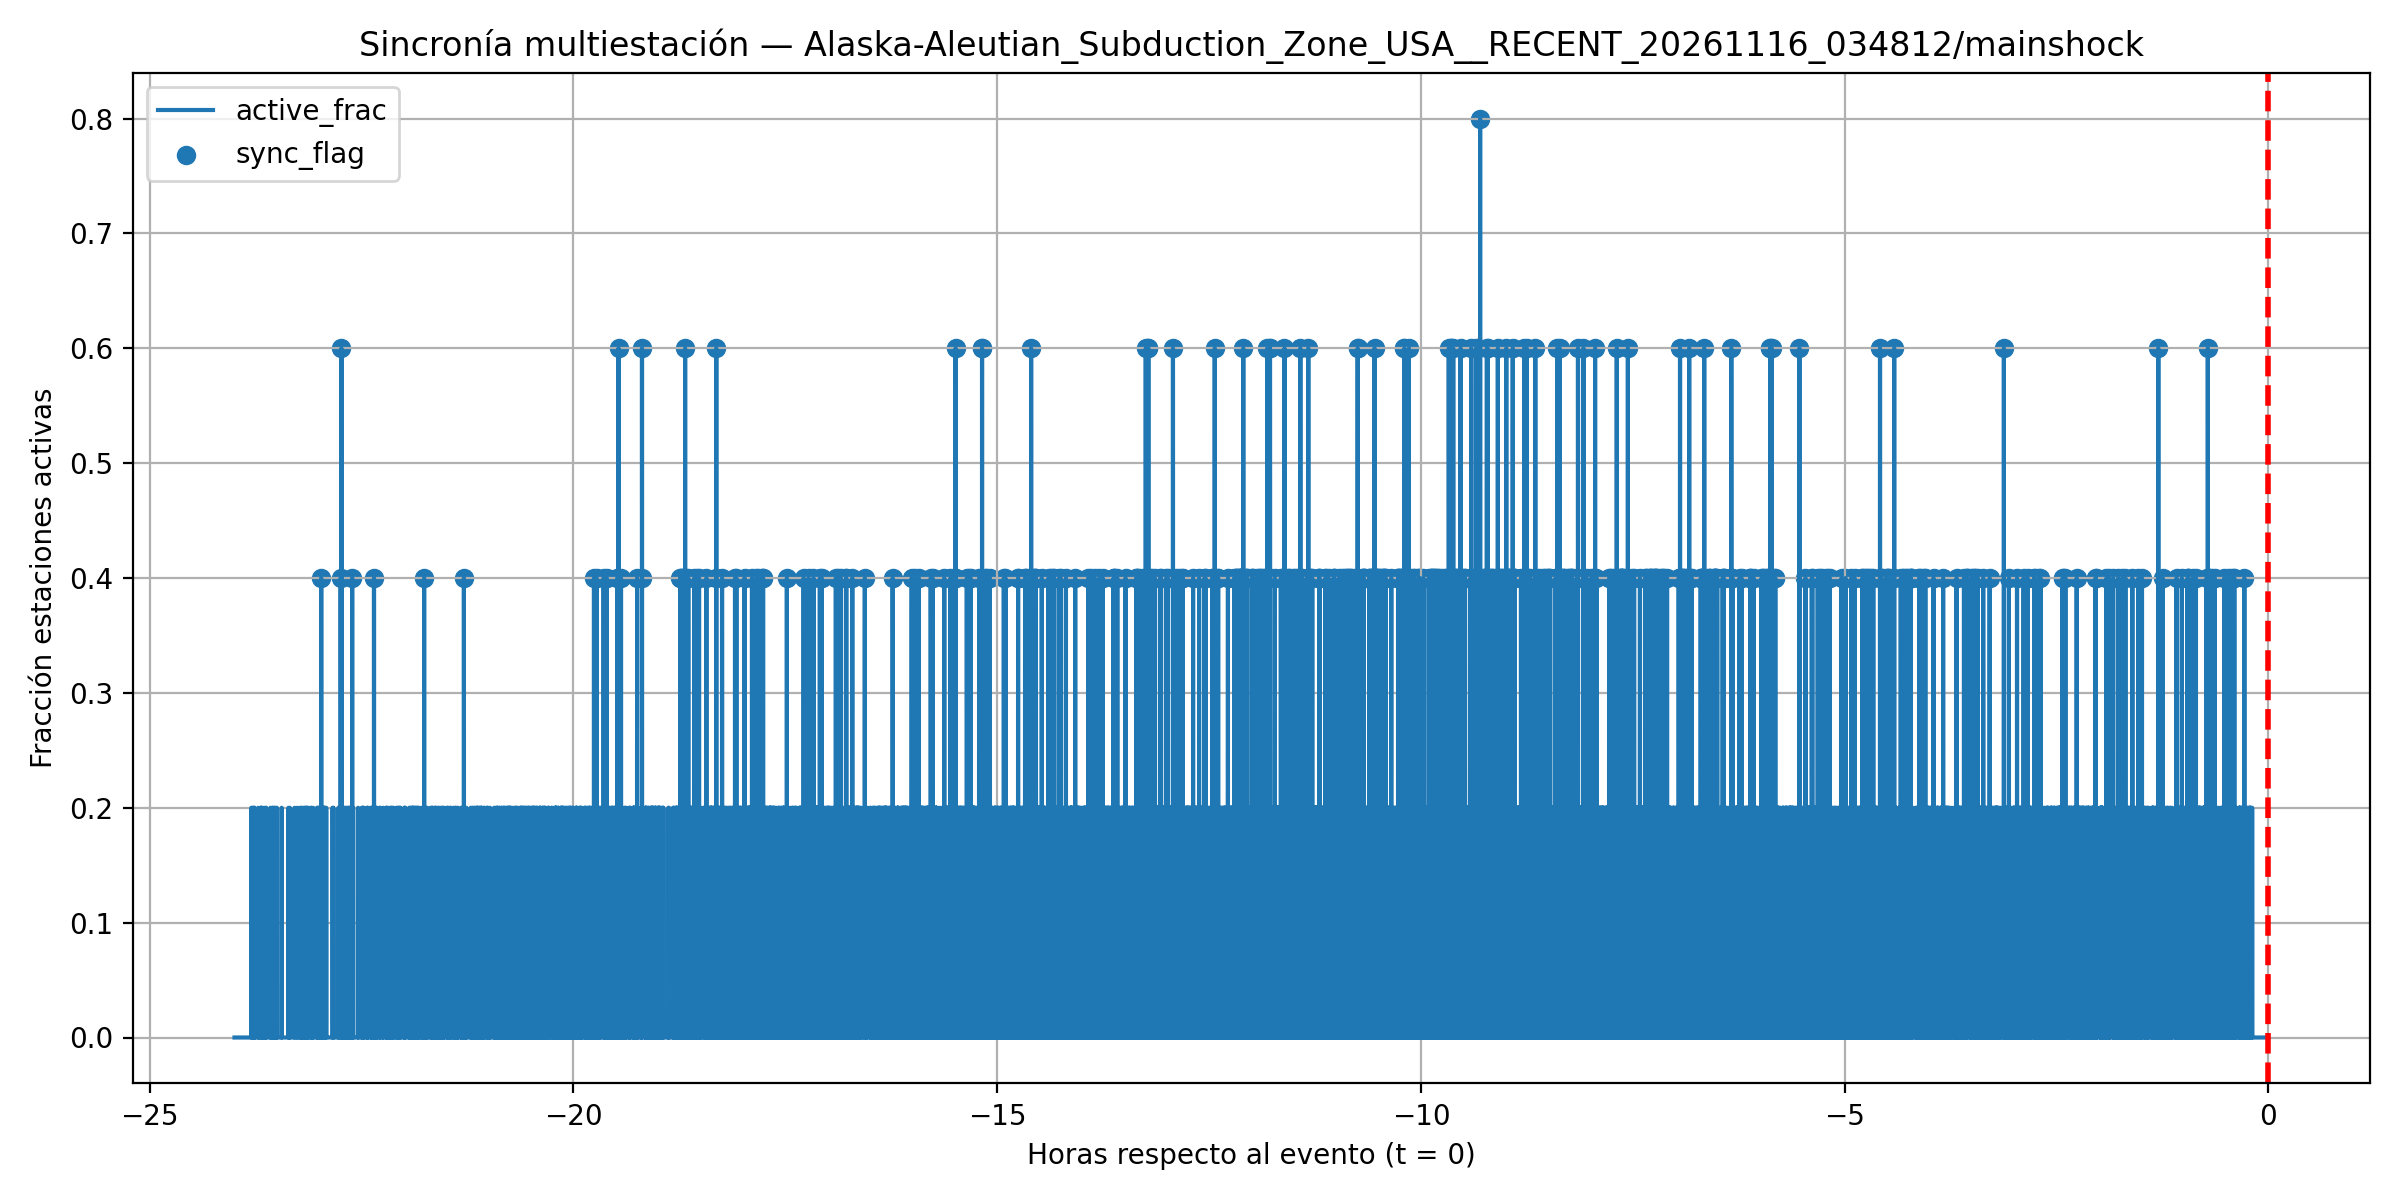 Sincronía multiestación — Alaska-Aleutian_Subduction_Zone_USA__RECENT_20261116_034812/mainshock
active_frac
sync_flag
Fracción estaciones activas
0.8
0.7
0.6
0.5
0.4
0.3
0.2
0.1
0.0
−25 −20 −15 −10 −5 0
Horas respecto al evento (t = 0)